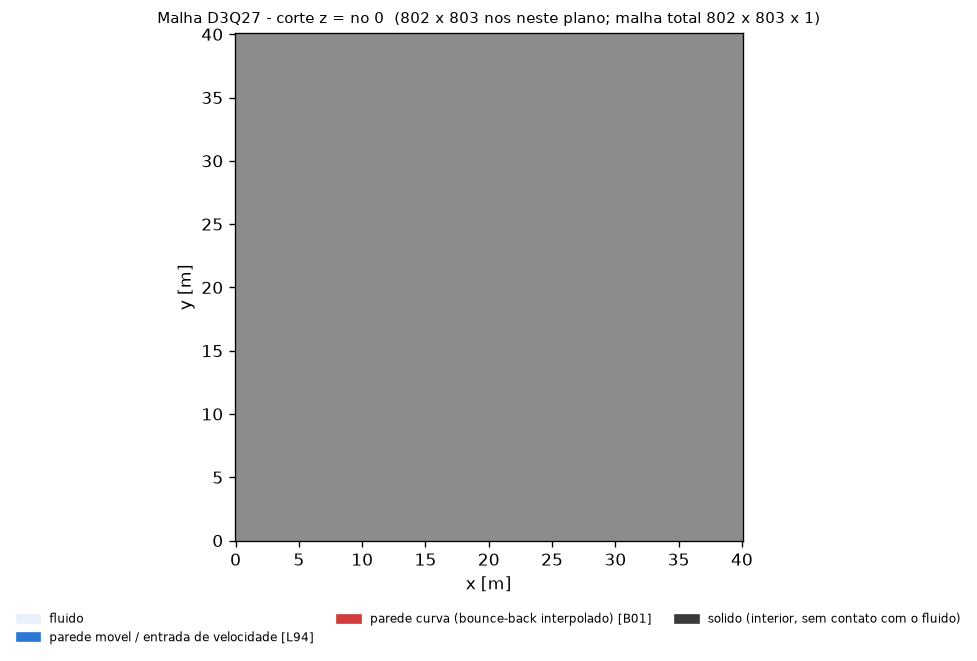 Malha D3Q27 - corte z = no 0  (802 x 803 nos neste plano; malha total 802 x 803 x 1)
40
35
30
25
20
15
10
5
0
y [m]
0 5 10 15 20 25 30 35 40
x [m]
fluido
parede movel / entrada de velocidade [L94]
parede curva (bounce-back interpolado) [B01]
solido (interior, sem contato com o fluido)